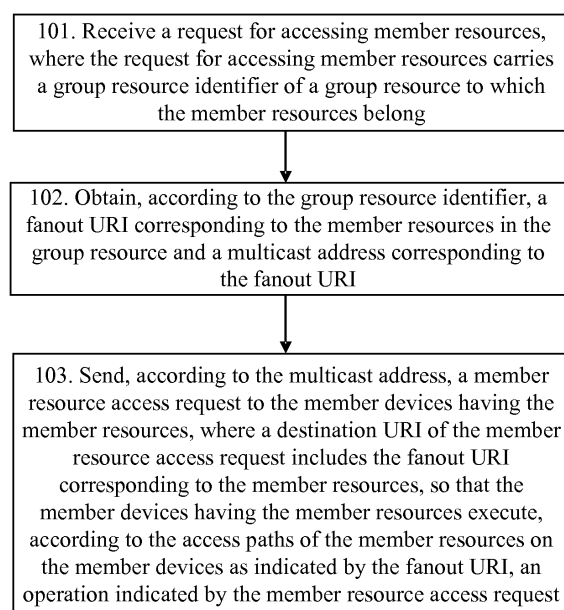 101. Receive a request for accessing member resources,
where the request for accessing member resources carries
a group resource identifier of a group resource to which
the member resources belong
102. Obtain, according to the group resource identifier, a
fanout URI corresponding to the member resources in the
group resource and a multicast address corresponding to
the fanout URI
103. Send, according to the multicast address, a member
resource access request to the member devices having the
member resources, where a destination URI of the member
resource access request includes the fanout URI
corresponding to the member resources, so that the
member devices having the member resources execute,
according to the access paths of the member resources on
the member devices as indicated by the fanout URI, an
operation indicated by the member resource access request